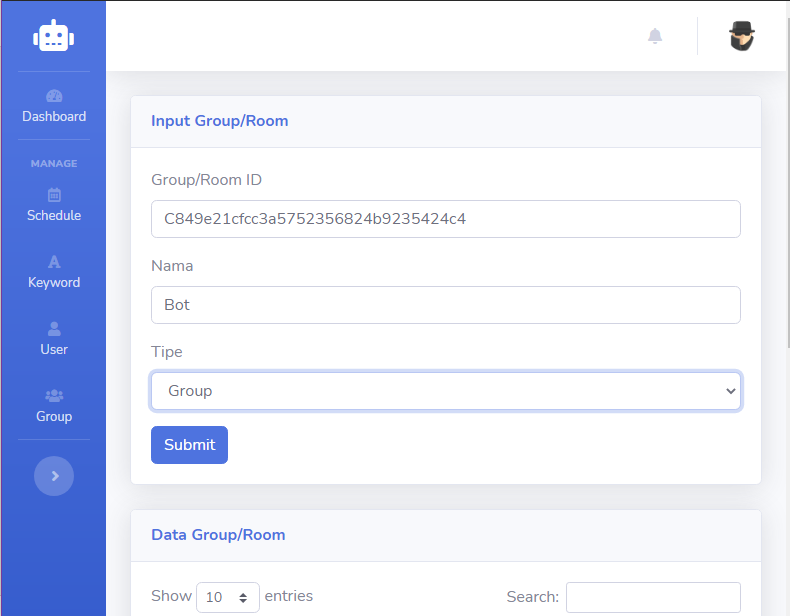 Dashboard
MANAGE
Schedule
Keyword
User
Group
Input Group/Room
Group/Room ID
C849e21cfcc3a5752356824b9235424c4
Nama
Bot
Tipe
Group
Submit
Data Group/Room
Show 10 entries Search: